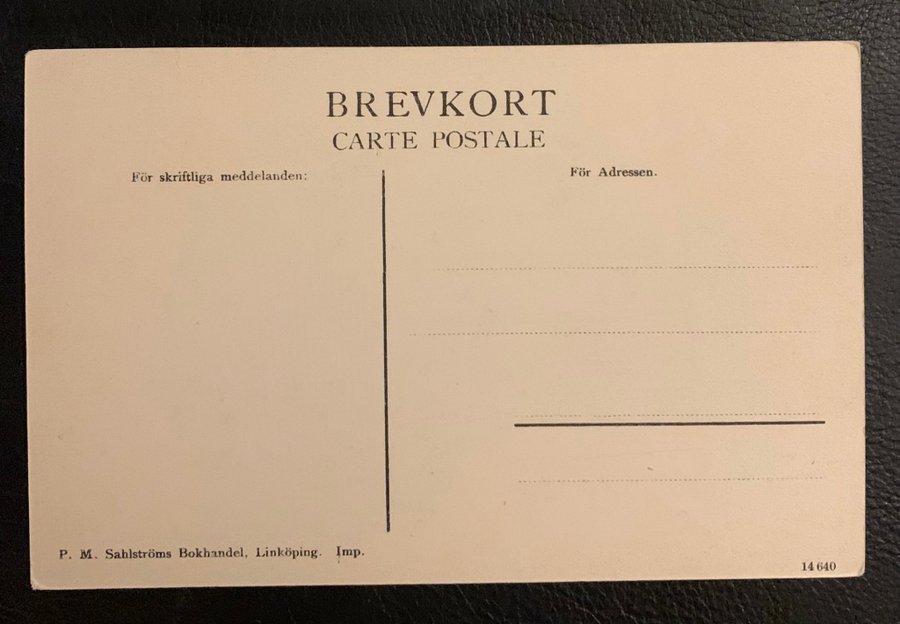 BREVKORT
CARTE POSTALE
För skriftliga meddelanden:
För Adressen.
P. M. Sahlströms Bokhandel, Linköping. Imp.
14 640